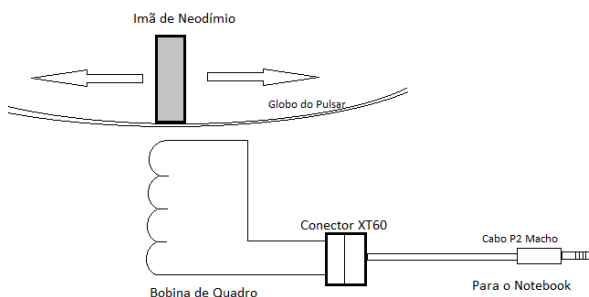 Imã de Neodímio
Globo do Pulsar
Conector XT60
Cabo P2 Macho
Bobina de Quadro
Para o Notebook